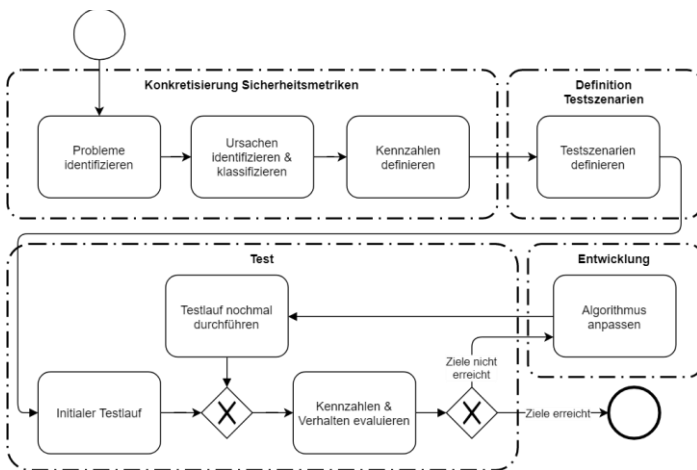 Konkretisierung Sicherheitsmetriken
Definition
Testszenarien
Probleme
identifizieren
Ursachen
identifizieren &
klassifizieren
Kennzahlen
definieren
Testszenarien
definieren
Test
Entwicklung
Testlauf nochmal
durchführen
Algorithmus
anpassen
Ziele nicht
erreicht
Initialer Testlauf
Kennzahlen &
Verhalten evaluieren
Ziele erreicht